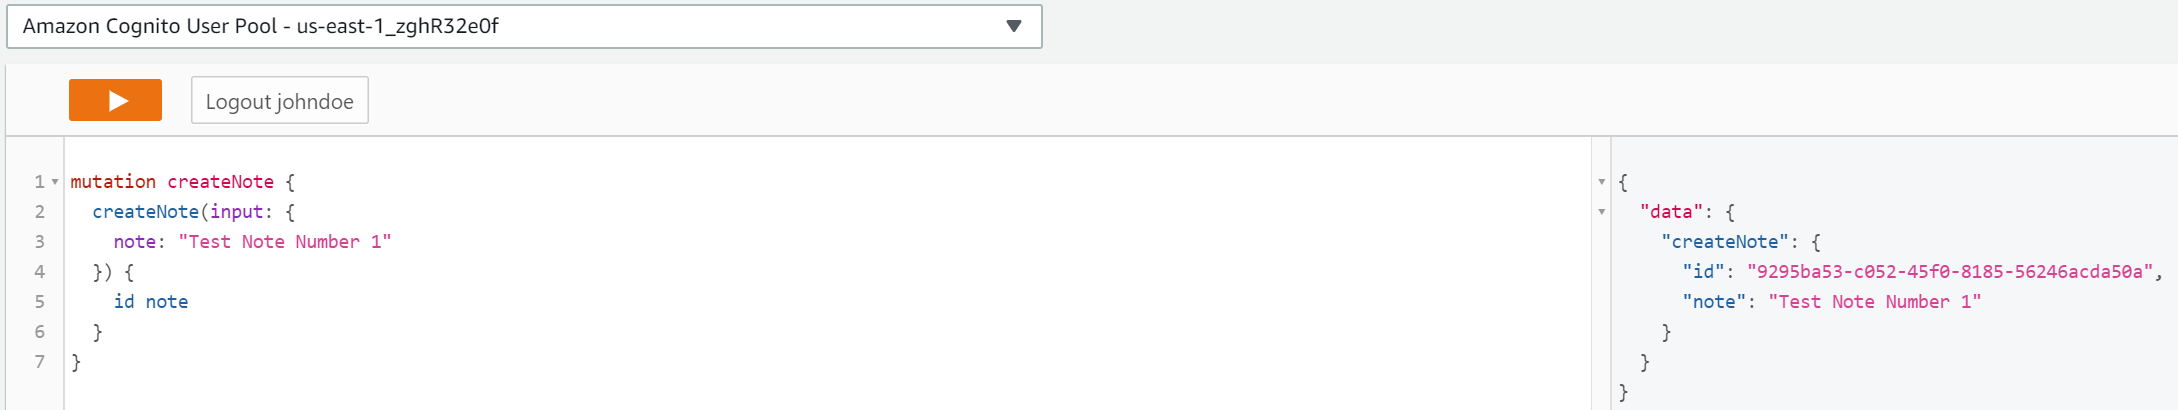 Amazon Cognito User Pool - us-east-1_zghR32e0f
Logout johndoe
1 mutation createNote {
2 createNote(input: {
3 note: "Test Note Number 1"
4 }) {
5 id note
6 }
7 }
{
"data": {
"createNote": {
"id": "9295ba53-c052-45f0-8185-56246acda50a",
"note": "Test Note Number 1"
}
}
}